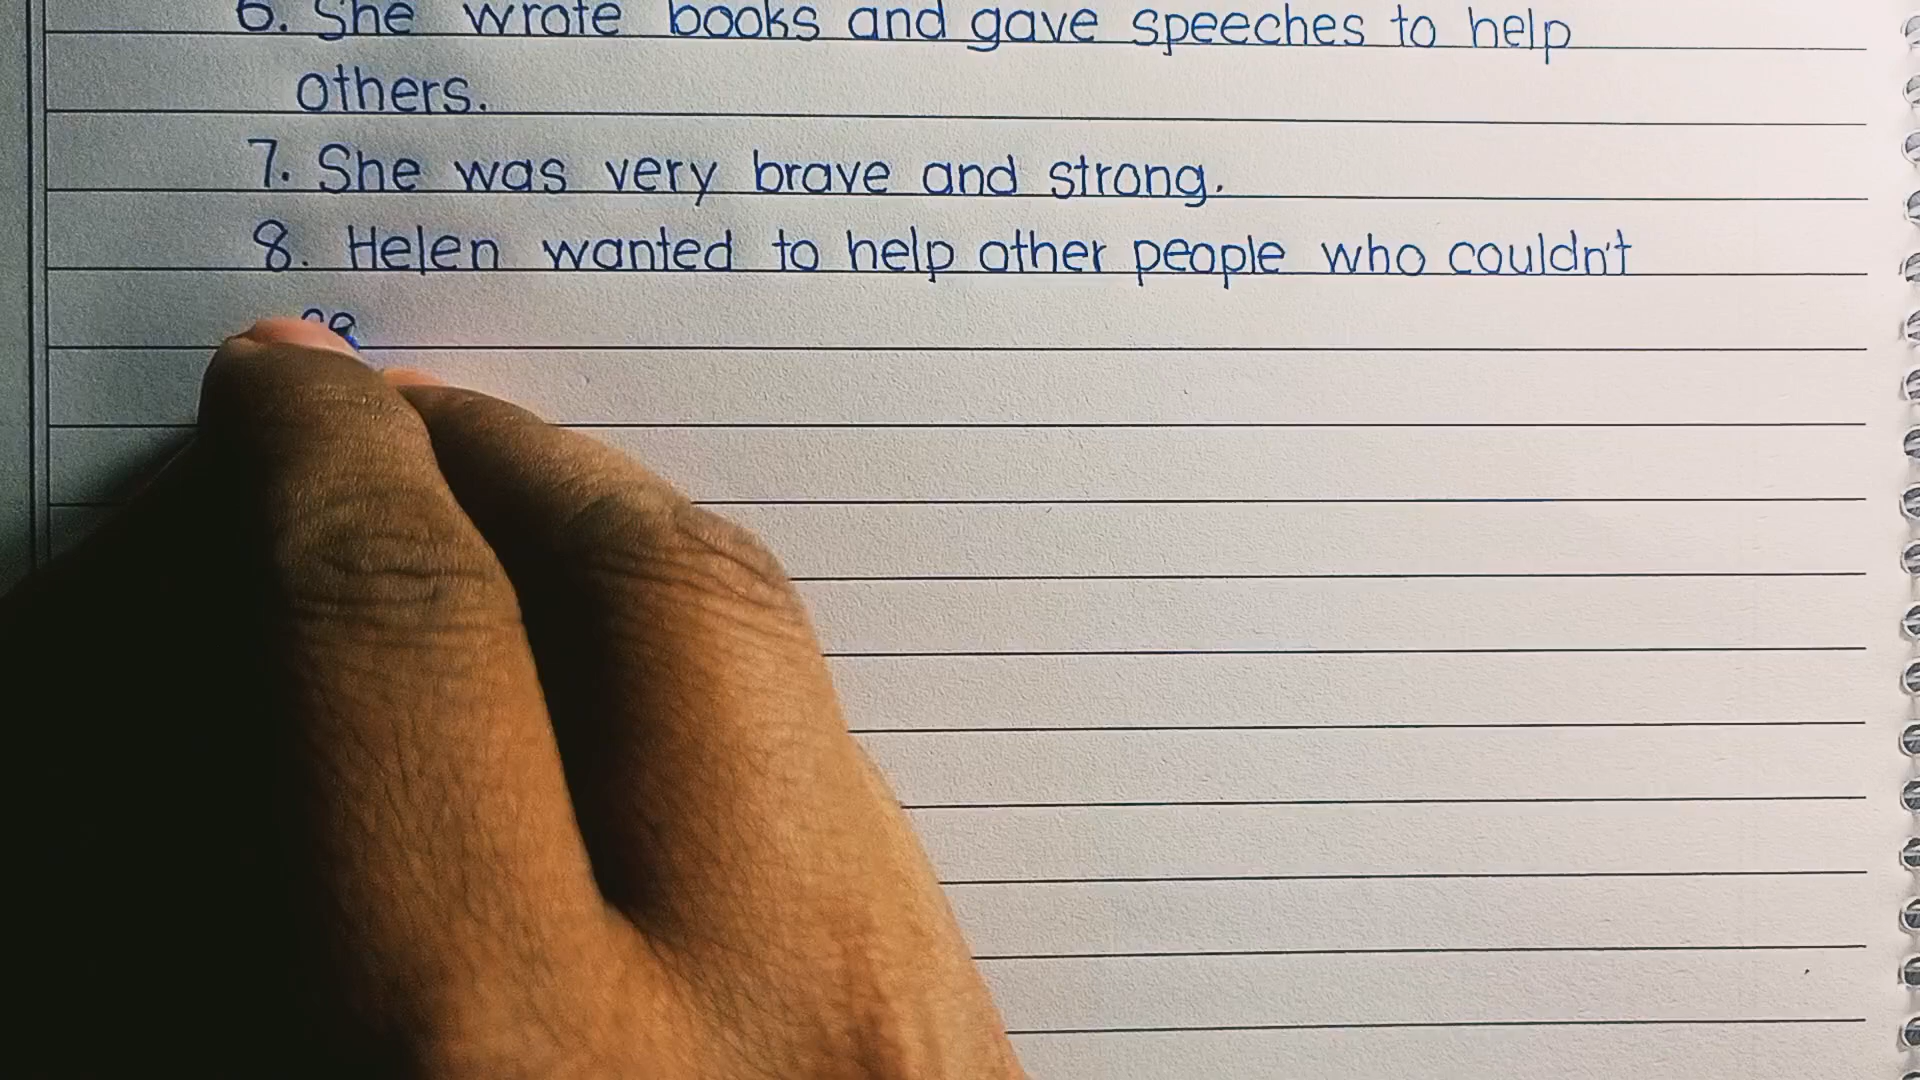 6. She wrote books and gave speeches to help
others.
7. She was very brave and strong.
8. Helen wanted to help other people who couldn't